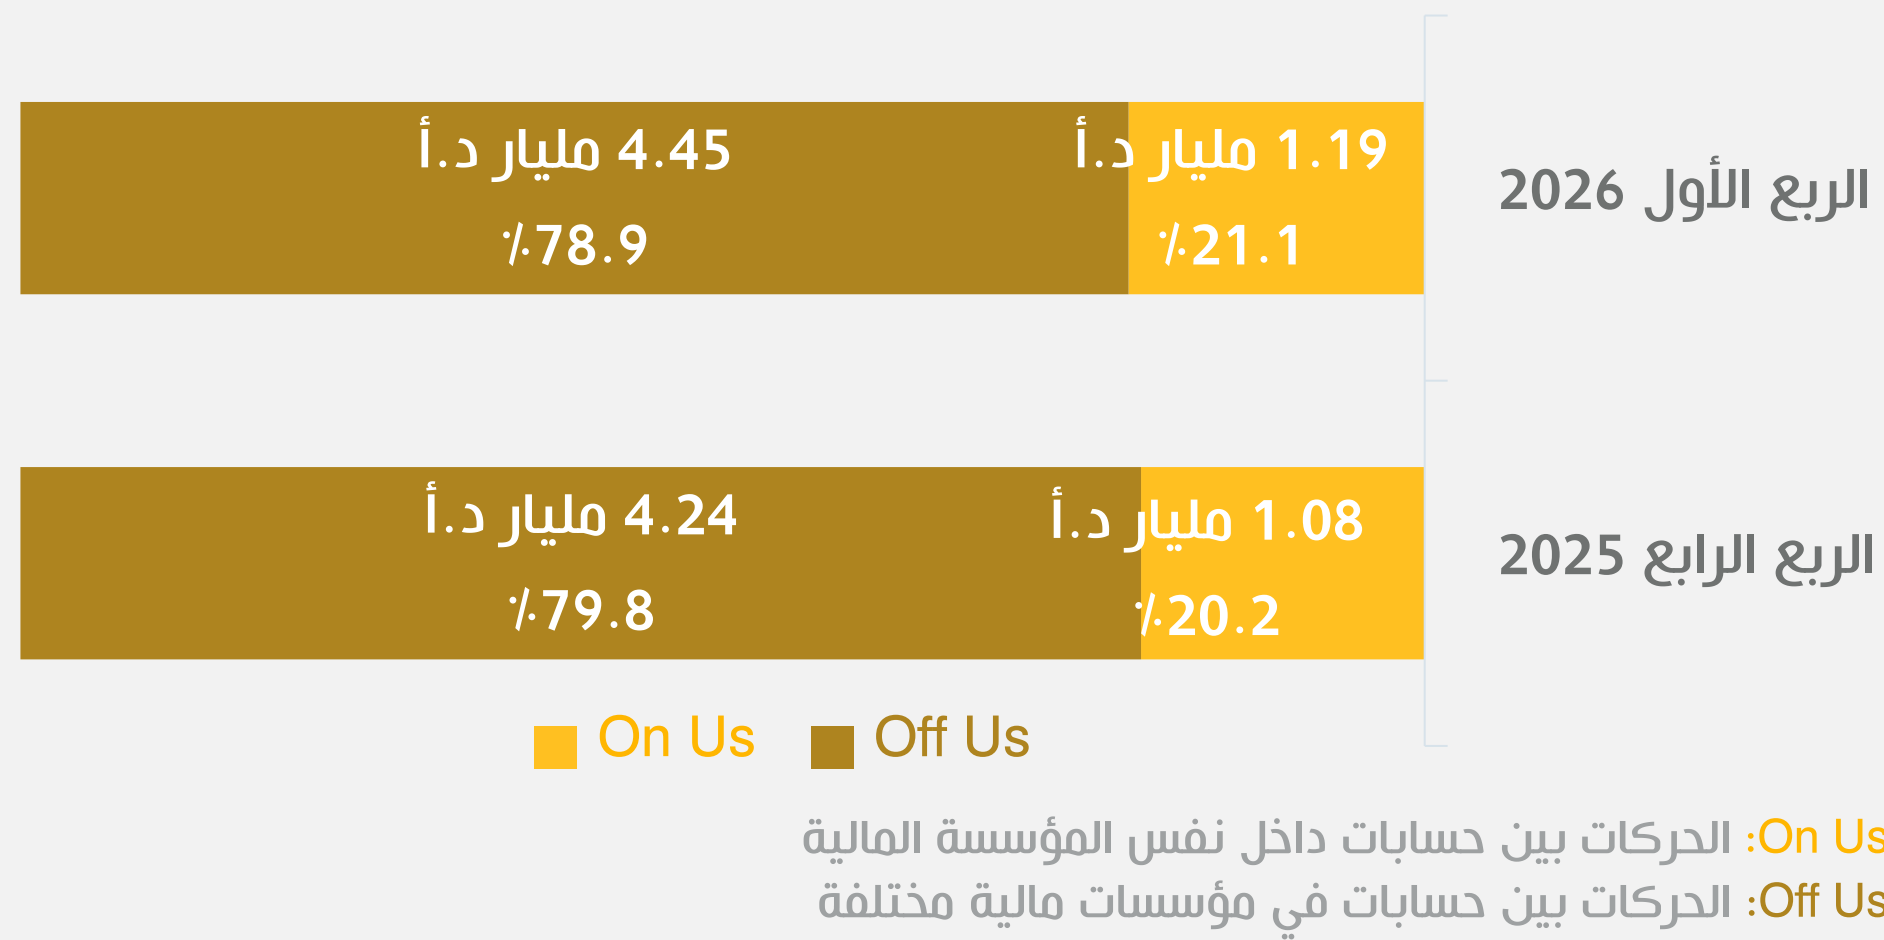 الربع الأول 2026
1.19 مليار د.أ
٪21.1
4.45 مليار د.أ
٪78.9
الربع الرابع 2025
1.08 مليار د.أ
٪20.2
4.24 مليار د.أ
٪79.8
On Us Off Us
On Us: الحركات بين حسابات داخل نفس المؤسسة المالية
Off Us: الحركات بين حسابات في مؤسسات مالية مختلفة